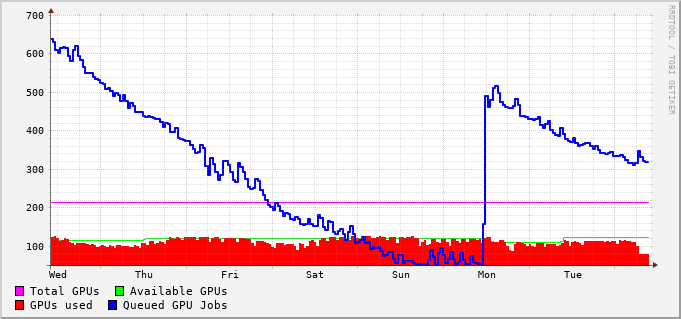 700
600
500
400
300
200
100
Wed Thu Fri Sat Sun Mon Tue
Total GPUs Available GPUs
GPUs used Queued GPU Jobs
RRDTOOL / TOBI OETIKER